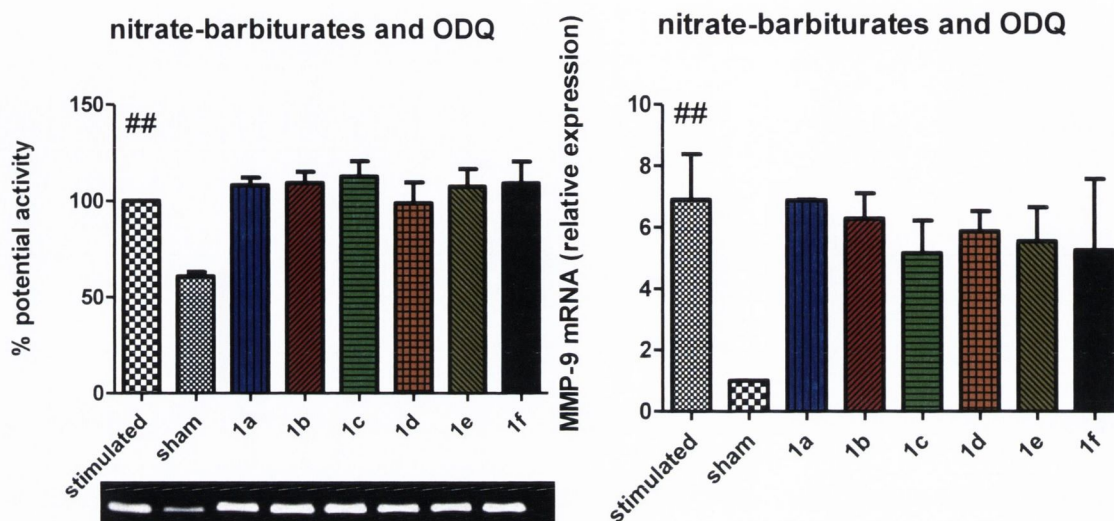 nitrate-barbiturates and ODQ
% potential activity
150
100
50
0
##
stimulated
sham
1a
1b
1c
1d
1e
1f
nitrate-barbiturates and ODQ
MMP-9 mRNA (relative expression)
10
8
6
4
2
0
##
stimulated
sham
1a
1b
1c
1d
1e
1f